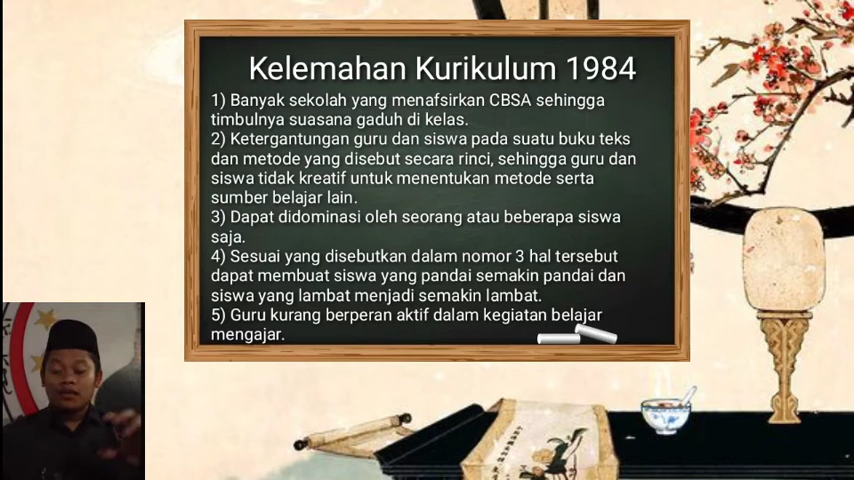 Kelemahan Kurikulum 1984
1) Banyak sekolah yang menafsirkan CBSA sehingga
timbulnya suasana gaduh di kelas.
2) Ketergantungan guru dan siswa pada suatu buku teks
dan metode yang disebut secara rinci, sehingga guru dan
siswa tidak kreatif untuk menentukan metode serta
sumber belajar lain.
3) Dapat didominasi oleh seorang atau beberapa siswa
saja.
4) Sesuai yang disebutkan dalam nomor 3 hal tersebut
dapat membuat siswa yang pandai semakin pandai dan
siswa yang lambat menjadi semakin lambat.
5) Guru kurang berperan aktif dalam kegiatan belajar
mengajar.